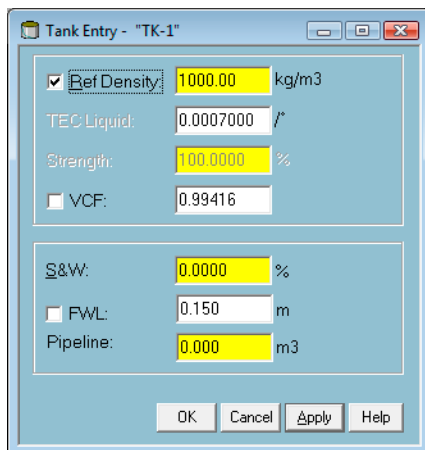 Tank Entry - "TK-1"
Ref Density: 1000.00 kg/m3
TEC Liquid: 0.0007000 /°
Strength: 100.0000 %
VCF: 0.99416
S&W: 0.0000 %
FWL: 0.150 m
Pipeline: 0.000 m3
OK Cancel Apply Help